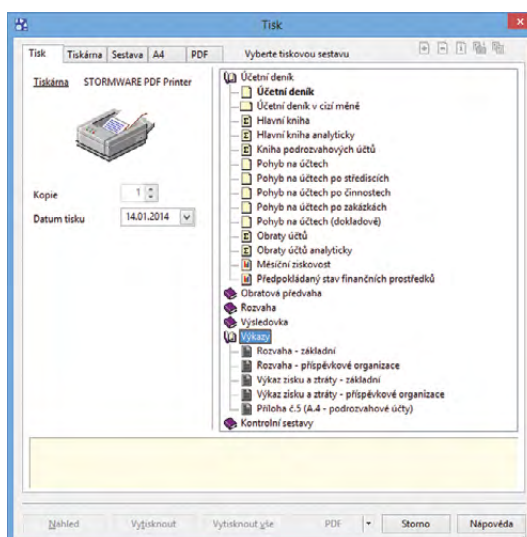 Tisk
Tisk Tiskárna Sestava A4 PDF Vyberte tiskovou sestavu
Tiskárna STORMWARE PDF Printer
Kopie 1
Datum tisku 14.01.2014
Účetní deník
Účetní deník
Účetní deník v cizí měně
Hlavní kniha
Hlavní kniha analyticky
Kniha podrozvahových účtů
Pohyb na účtech
Pohyb na účtech po střediscích
Pohyb na účtech po činnostech
Pohyb na účtech po zakázkách
Pohyb na účtech (dokladově)
Obraty účtů
Obraty účtů analyticky
Měsíční ziskovost
Předpokládaný stav finančních prostředků
Obratová předvaha
Rozvaha
Výsledovka
Výkazy
Rozvaha - základní
Rozvaha - příspěvkové organizace
Výkaz zisku a ztráty - základní
Výkaz zisku a ztráty - příspěvkové organizace
Příloha č.5 (A.4 - podrozvahové účty)
Kontrolní sestavy
Náhled Vytisknout Vytisknout vše PDF Storno Nápověda